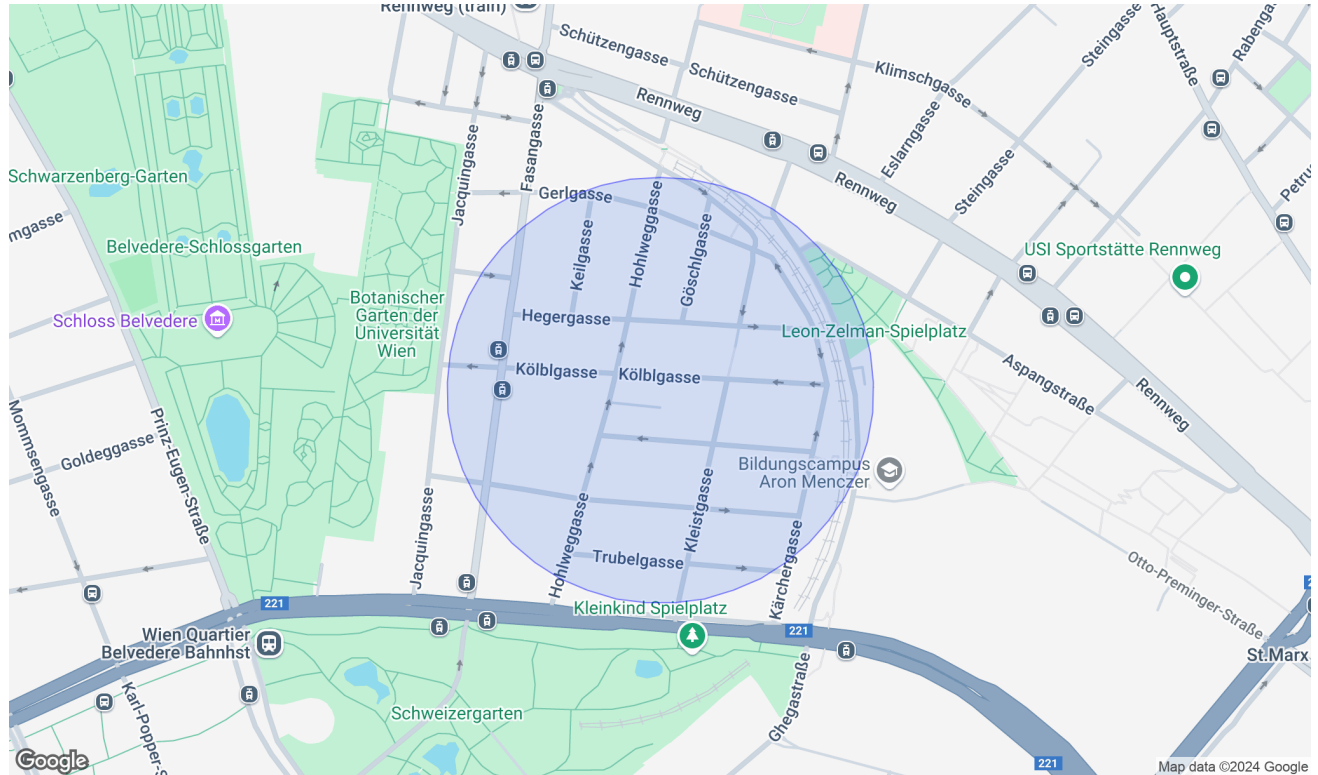 Rennweg (train)
Schützengasse
Schützengasse
Klimschgasse
Steingasse
Hauptstraße
Rabeng
Rennweg
Jacquingasse
Fasangasse
Eslarngasse
Steingasse
Petrus
Schwarzenberg-Garten
Gerlgasse
Rennweg
mgasse
Belvedere-Schlossgarten
Keilgasse
Hohlweggasse
Göschlgasse
USI Sportstätte Rennweg
Botanischer
Garten der
Universität
Wien
Schloss Belvedere
Hegergasse
Leon-Zelman-Spielplatz
Kölblgasse
Kölblgasse
Aspangstraße
Rennweg
Mommsengasse
Prinz-Eugen-Straße
Goldeggasse
Bildungscampus
Aron Menczer
Jacquingasse
Hohlweggasse
Kleistgasse
Kärchergasse
Trubelgasse
Otto-Preminger-Straße
221
Kleinkind Spielplatz
221
Wien Quartier
Belvedere Bahnhst
St.Marx
Karl-Popper-S
Schweizergarten
Ghegastraße
221
Google
Map data ©2024 Google